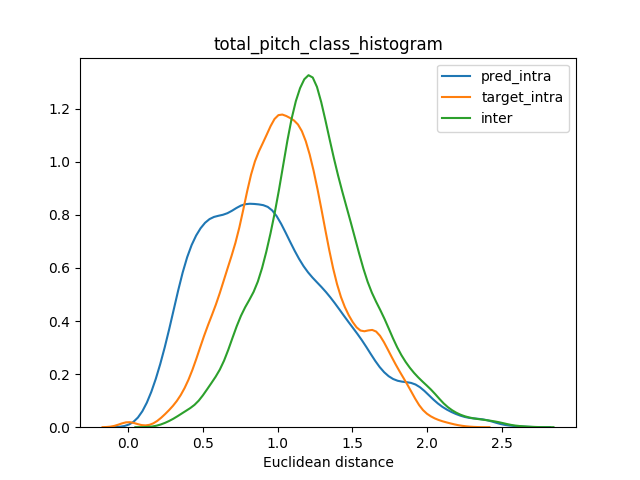 total_pitch_class_histogram
pred_intra
target_intra
inter
1.2
1.0
0.8
0.6
0.4
0.2
0.0
0.0
0.5
1.0
1.5
2.0
2.5
Euclidean distance